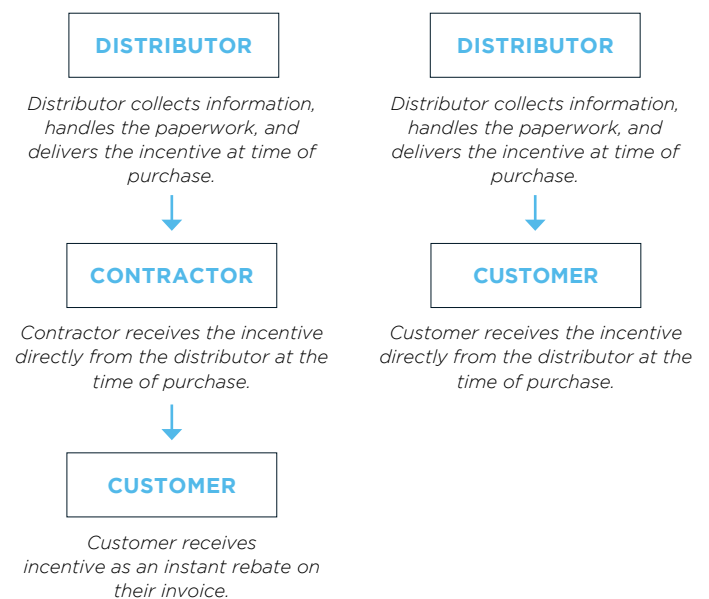 DISTRIBUTOR
Distributor collects information,
handles the paperwork, and
delivers the incentive at time of
purchase.
CONTRACTOR
Contractor receives the incentive
directly from the distributor at the
time of purchase.
CUSTOMER
Customer receives
incentive as an instant rebate on
their invoice.
DISTRIBUTOR
Distributor collects information,
handles the paperwork, and
delivers the incentive at time of
purchase.
CUSTOMER
Customer receives the incentive
directly from the distributor at the
time of purchase.